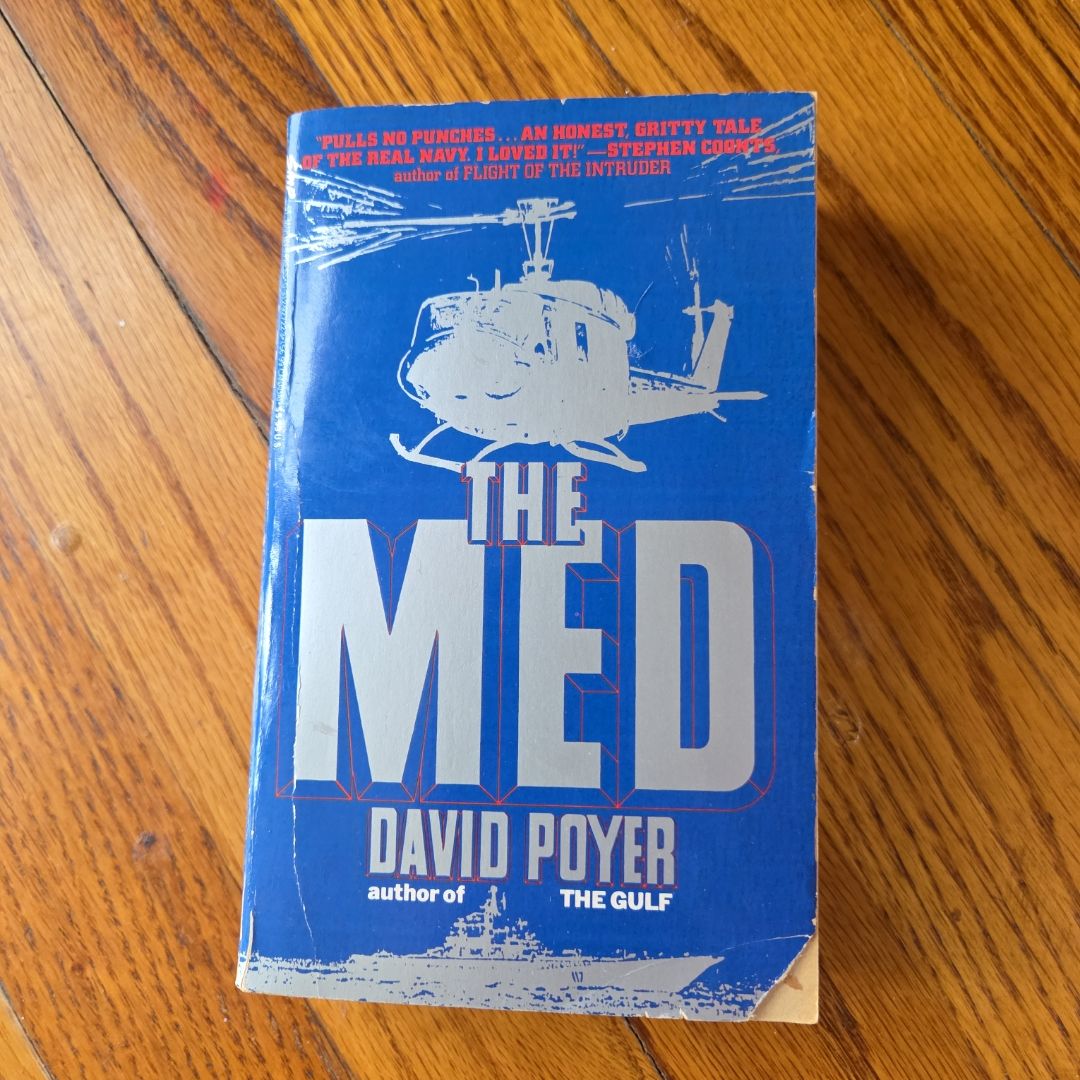 "PULLS NO PUNCHES... AN HONEST, GRITTY TALE
OF THE REAL NAVY. I LOVED IT!"—STEPHEN COONTS,
author of FLIGHT OF THE INTRUDER
THE
MED
DAVID POYER
author of THE GULF